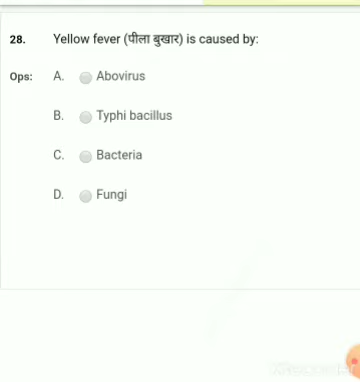 28. Yellow fever (पीला बुखार) is caused by:
Ops: A. Abovirus
B. Typhi bacillus
C. Bacteria
D. Fungi